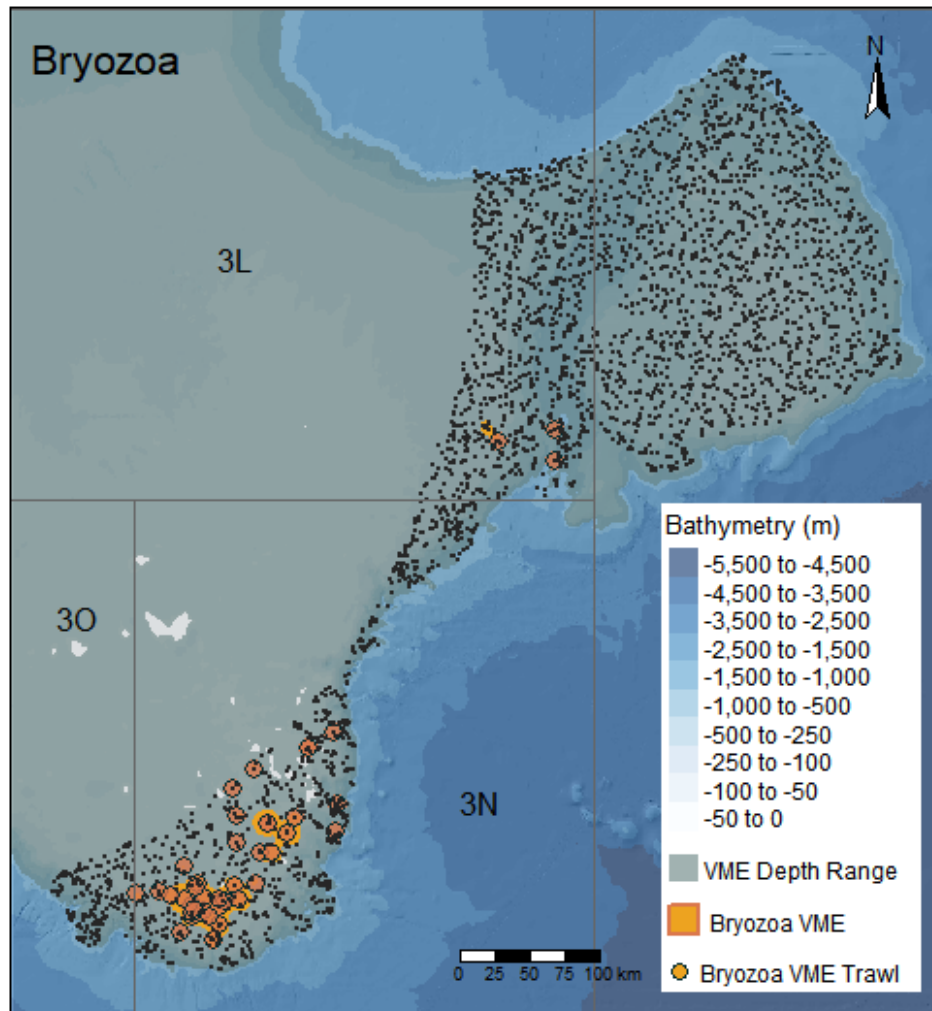 Bryozoa
N
3L
3O
3N
Bathymetry (m)
-5,500 to -4,500
-4,500 to -3,500
-3,500 to -2,500
-2,500 to -1,500
-1,500 to -1,000
-1,000 to -500
-500 to -250
-250 to -100
-100 to -50
-50 to 0
VME Depth Range
Bryozoa VME
Bryozoa VME Trawl
0 25 50 75 100 km